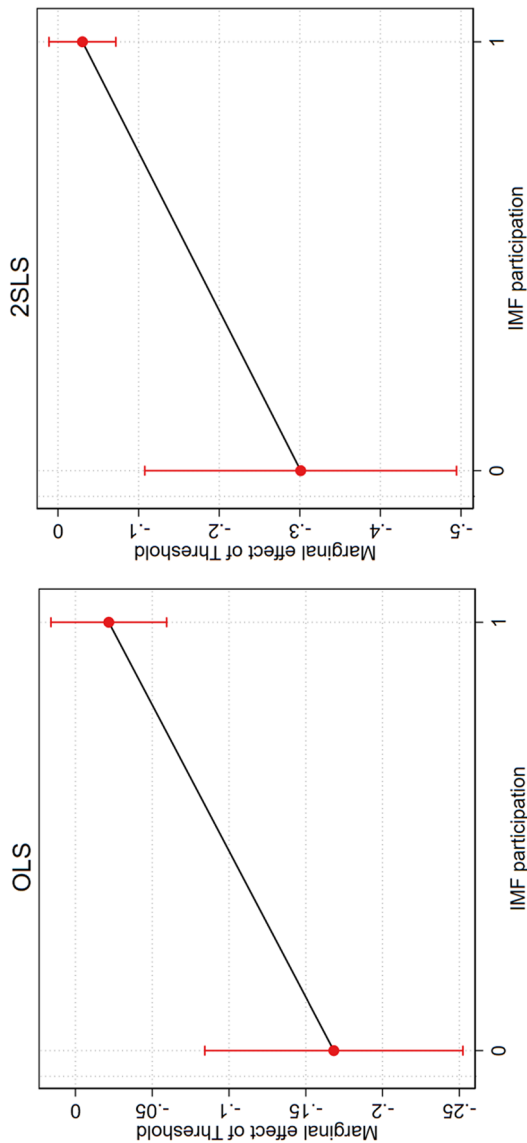 OLS
Marginal effect of Threshold
0
-.05
-.1
-.15
-.2
-.25
0
1
IMF participation
2SLS
Marginal effect of Threshold
0
-.1
-.2
-.3
-.4
-.5
0
1
IMF participation